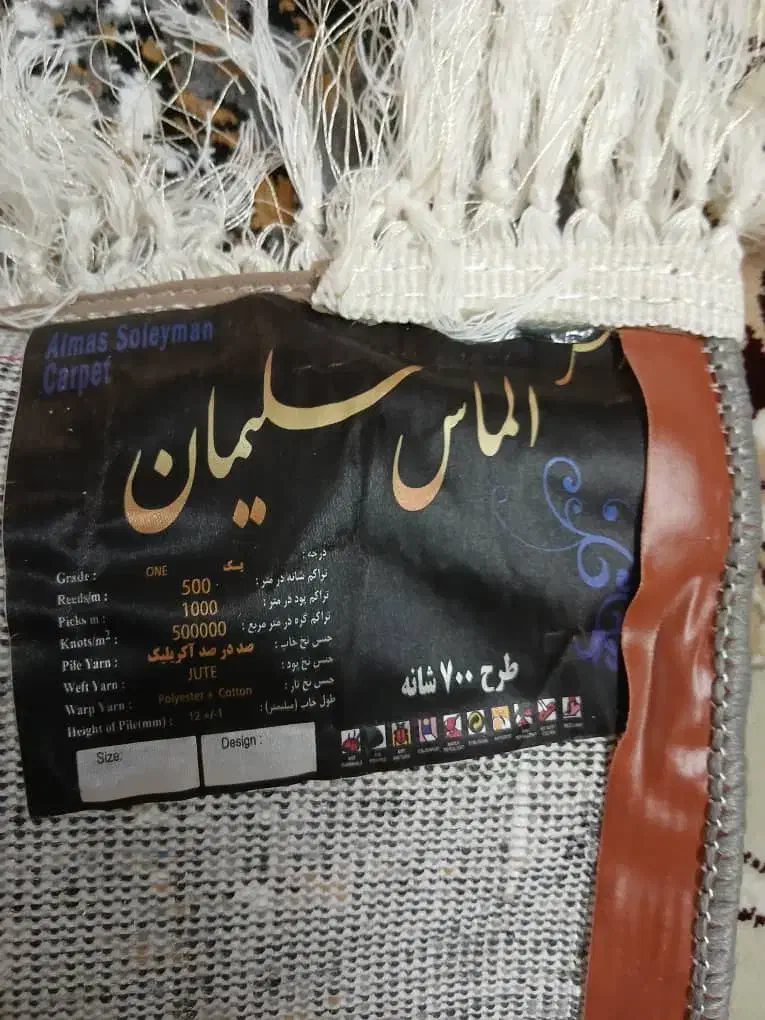 Almas Soleyman
Carpet
الماس سلیمان
Grade : ONE یک درجه :
Reeds/m : 500 تراکم شانه در متر :
Picks m : 1000 تراکم پود در متر :
Knots/m² : 500000 تراکم گره در متر مربع :
Pile Yarn : صد در صد آکریلیک جنس نخ خاب :
Weft Yarn : JUTE جنس نخ پود :
Warp Yarn : Polyester + Cotton جنس نخ تار :
Height of Pile(mm) : 12 +/-1 طول خاب (میلیمتر) :
طرح ۷۰۰ شانه
Size:
Design :